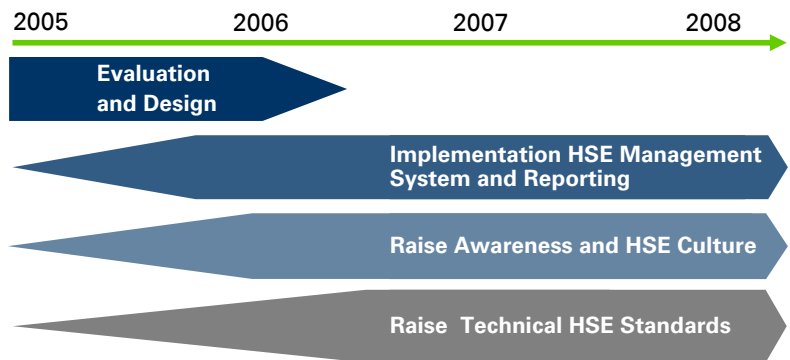 2005 2006 2007 2008
Evaluation
and Design
Implementation HSE Management
System and Reporting
Raise Awareness and HSE Culture
Raise Technical HSE Standards